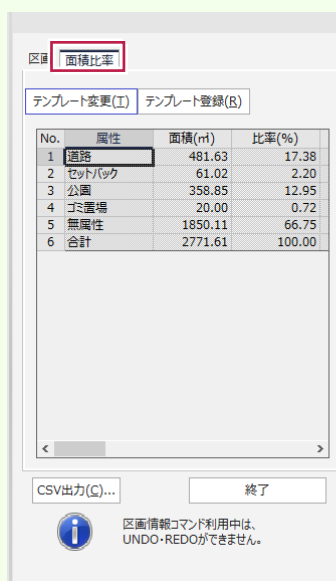 区画 面積比率
テンプレート変更(T) テンプレート登録(R)
No. 属性 面積(㎡) 比率(%)
1 道路 481.63 17.38
2 セットバック 61.02 2.20
3 公園 358.85 12.95
4 ゴミ置場 20.00 0.72
5 無属性 1850.11 66.75
6 合計 2771.61 100.00
CSV出力(C)... 終了
区画情報コマンド利用中は、
UNDO・REDOができません。